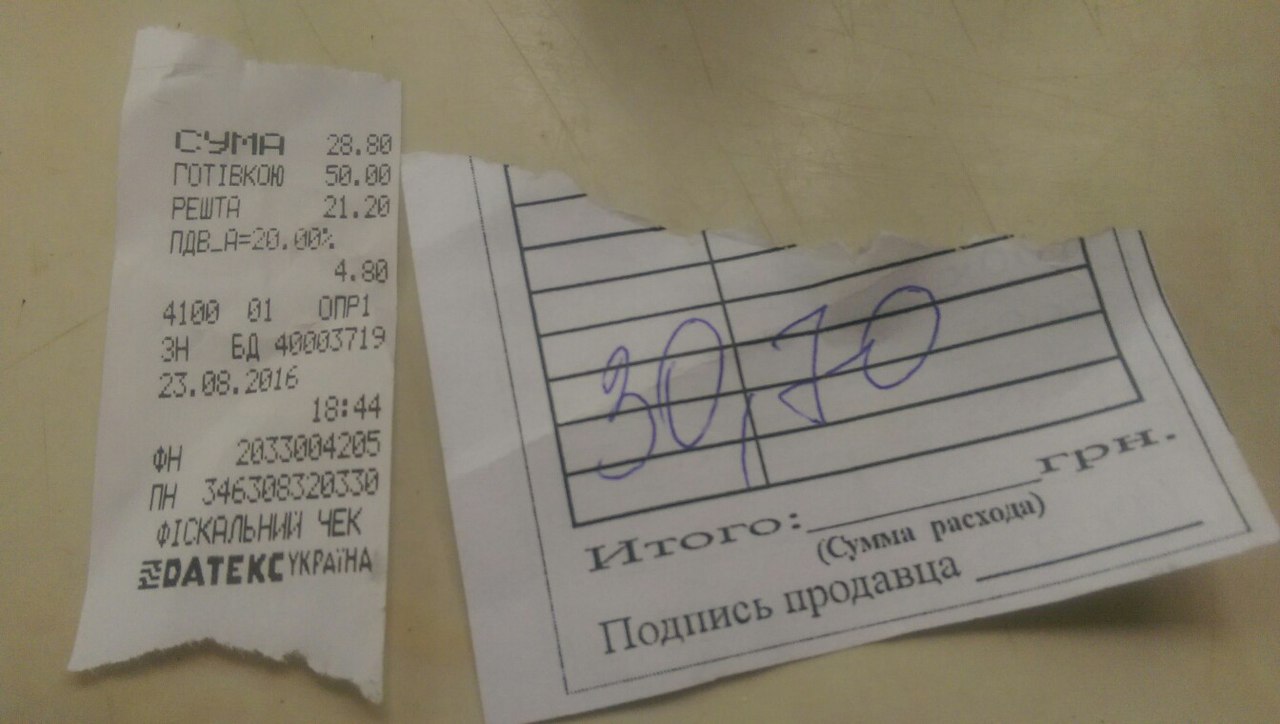 СУМА 28.80
ГОТІВКОЮ 50.00
РЕШТА 21.20
ПДВ_А=20.00%
4.80
4100 01 ОПР1
ЗН БД 40003719
23.08.2016
18:44
ФН 2033004205
ПН 346308320330
ФІСКАЛЬНИЙ ЧЕК
DATEKC УКРАЇНА
30,70
Итого:__________грн.
(Сумма расхода)
Подпись продавца __________